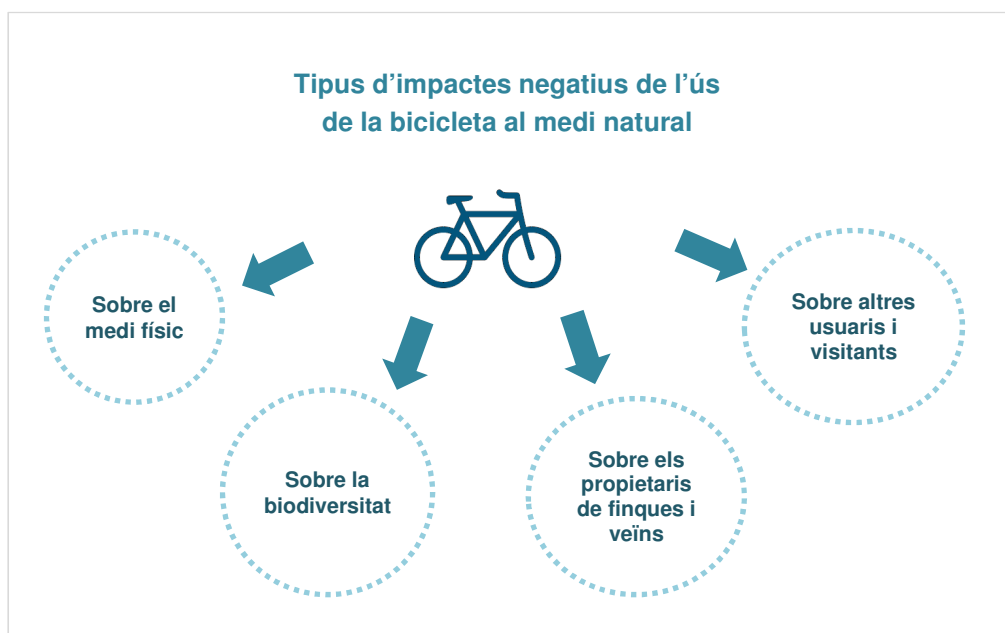 Tipus d'impactes negatius de l'ús
de la bicicleta al medi natural
Sobre el
medi físic
Sobre la
biodiversitat
Sobre els
propietaris
de finques i
veïns
Sobre altres
usuaris i
visitants